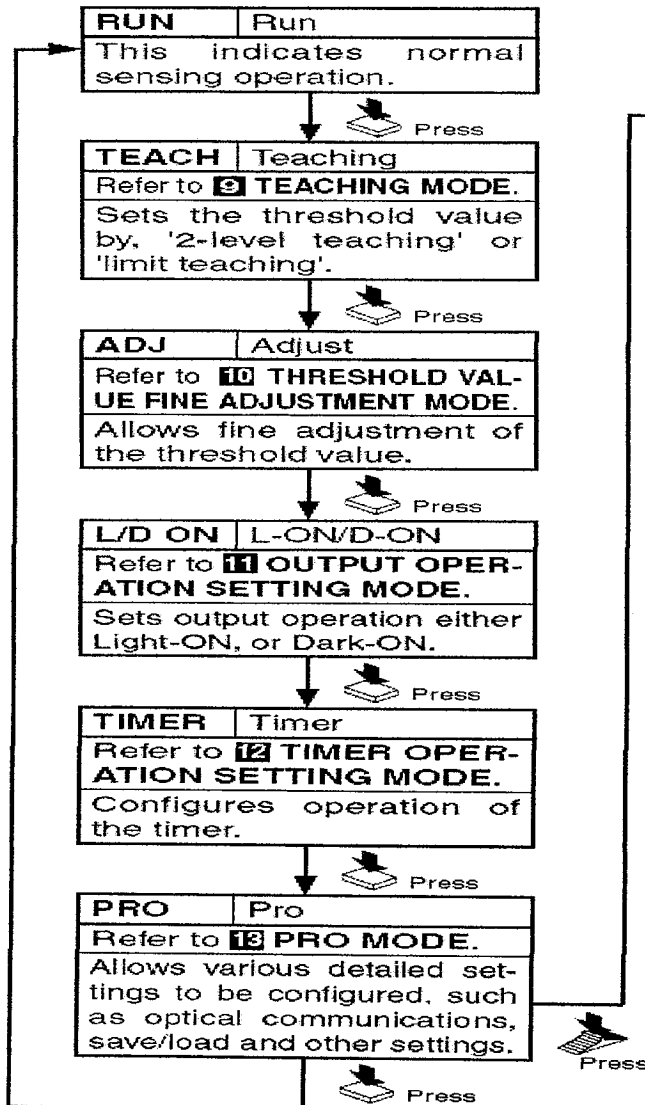 RUN Run
This indicates normal
sensing operation.
Press
TEACH Teaching
Refer to 9 TEACHING MODE.
Sets the threshold value
by, '2-level teaching' or
'limit teaching'.
Press
ADJ Adjust
Refer to 10 THRESHOLD VAL-
UE FINE ADJUSTMENT MODE.
Allows fine adjustment of
the threshold value.
Press
L/D ON L-ON/D-ON
Refer to 11 OUTPUT OPER-
ATION SETTING MODE.
Sets output operation either
Light-ON, or Dark-ON.
Press
TIMER Timer
Refer to 12 TIMER OPER-
ATION SETTING MODE.
Configures operation of
the timer.
Press
PRO Pro
Refer to 13 PRO MODE.
Allows various detailed set-
tings to be configured, such
as optical communications,
save/load and other settings.
Press
Press